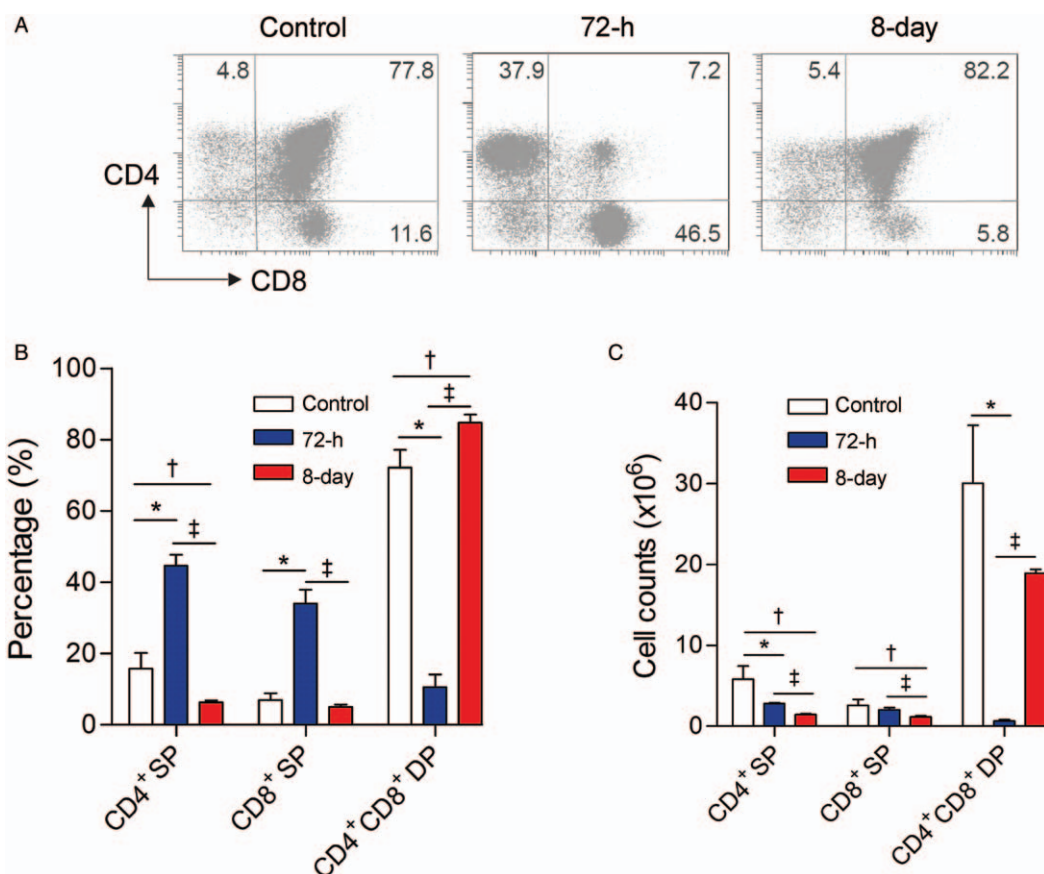 A
Control
72-h
8-day
4.8 77.8
37.9 7.2
5.4 82.2
CD4
11.6
46.5
5.8
CD8
B
Percentage (%)
100
80
60
40
20
0
Control
72-h
8-day
†
*
‡
*
‡
†
‡
*
CD4⁺ SP
CD8⁺ SP
CD4⁺CD8⁺ DP
C
Cell counts (x10⁶)
40
30
20
10
0
Control
72-h
8-day
†
*
‡
†
‡
*
‡
CD4⁺ SP
CD8⁺ SP
CD4⁺CD8⁺ DP